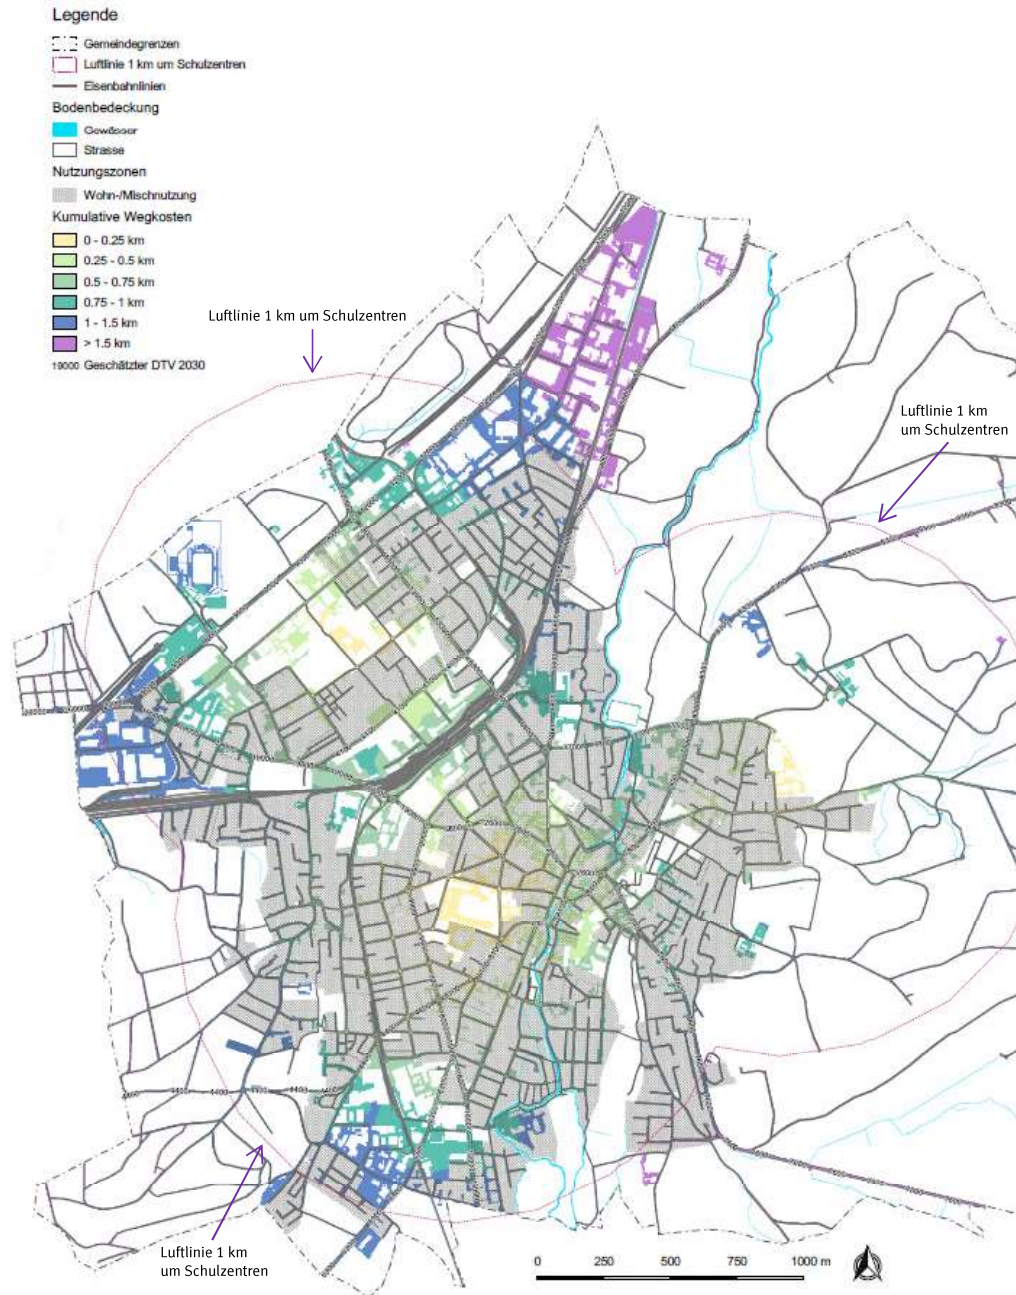 Legende
Gemeindegrenzen
Luftlinie 1 km um Schulzentren
Eisenbahnlinien
Bodenbedeckung
Gewässer
Strasse
Nutzungszonen
Wohn-/Mischnutzung
Kumulative Wegkosten
0 - 0.25 km
0.25 - 0.5 km
0.5 - 0.75 km
0.75 - 1 km
1 - 1.5 km
> 1.5 km
19000 Geschätzter DTV 2030
Luftlinie 1 km um Schulzentren
Luftlinie 1 km
um Schulzentren
4400 4400
Luftlinie 1 km
um Schulzentren
0 250 500 750 1000 m